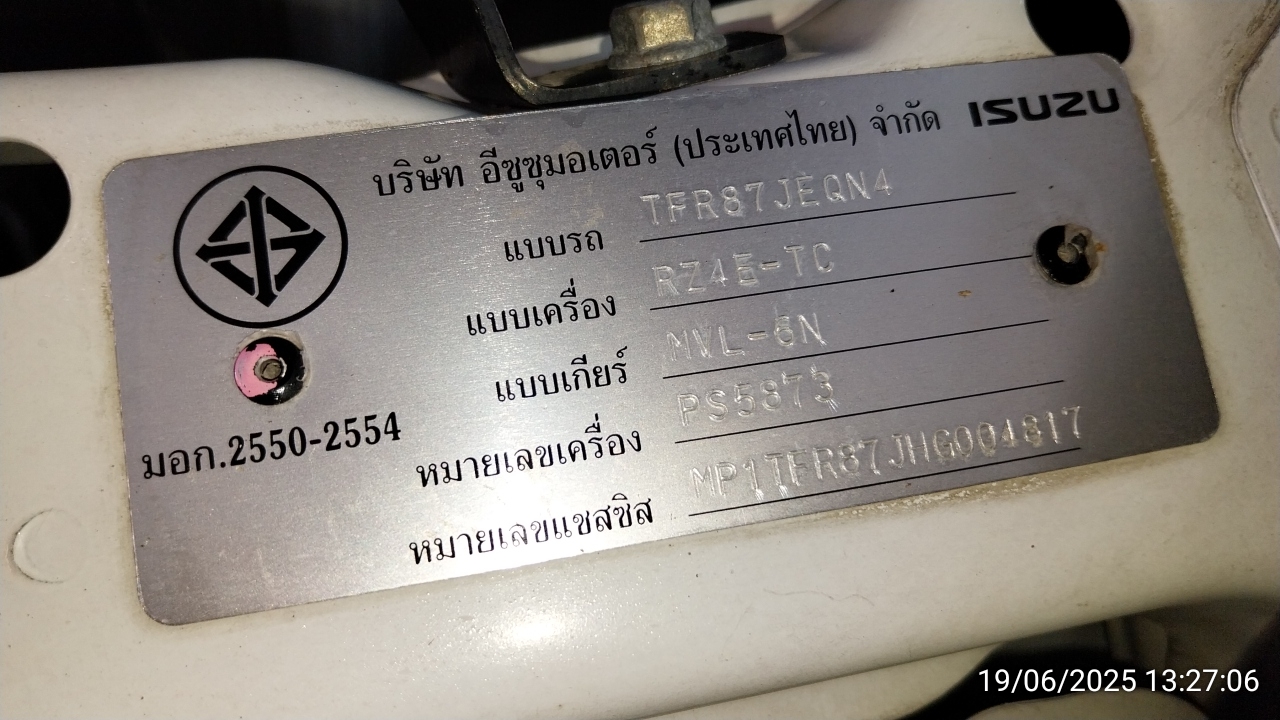 บริษัท อีซูซุมอเตอร์ (ประเทศไทย) จำกัด ISUZU
แบบรถ TFR87JEQN4
แบบเครื่อง RZ4E-TC
แบบเกียร์ MVL-6N
หมายเลขเครื่อง PS5873
หมายเลขแชสซิส MP1TFR87JHG004817
มอก.2550-2554
19/06/2025 13:27:06